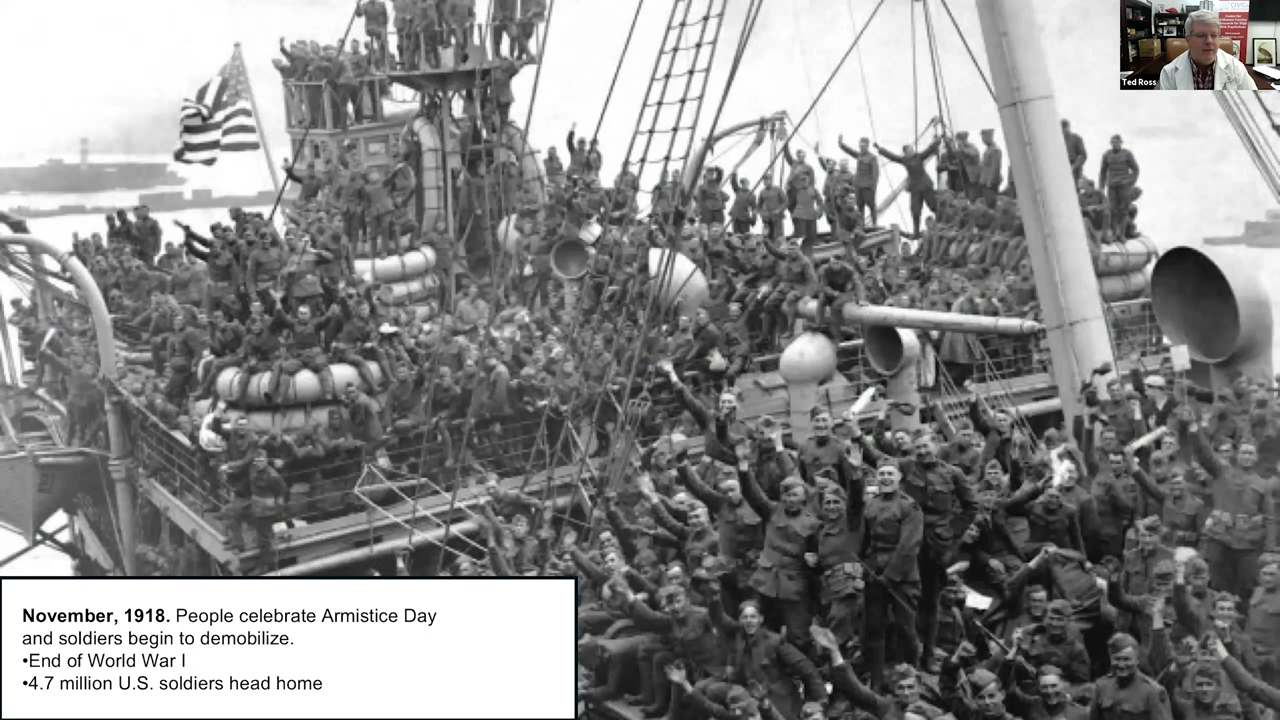 Ted Ross
November, 1918. People celebrate Armistice Day
and soldiers begin to demobilize.
•End of World War I
•4.7 million U.S. soldiers head home